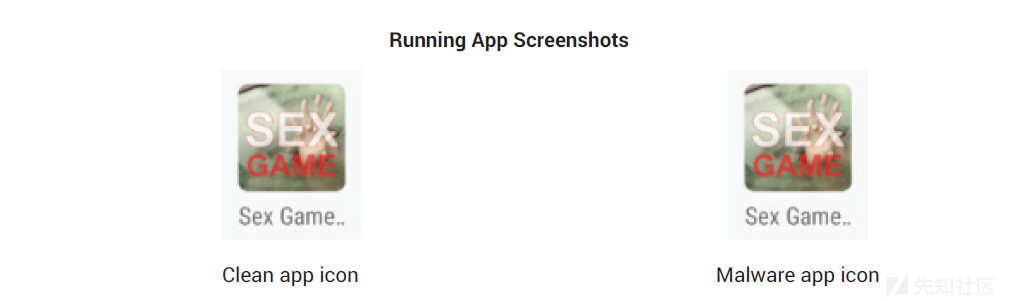 Running App Screenshots
SEX
GAME
SEX
GAME
Sex Game..
Sex Game..
Clean app icon
Malware app icon
先知社区